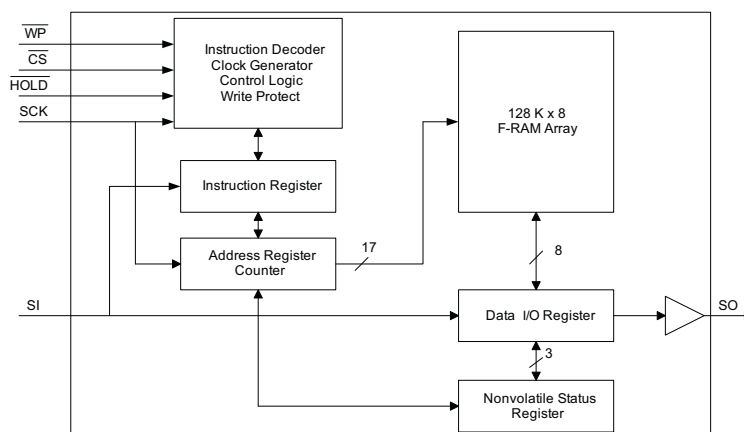 WP
CS
HOLD
SCK
Instruction Decoder
Clock Generator
Control Logic
Write Protect
128 K x 8
F-RAM Array
Instruction Register
Address Register
Counter
17
8
SI
Data I/O Register
SO
3
Nonvolatile Status
Register